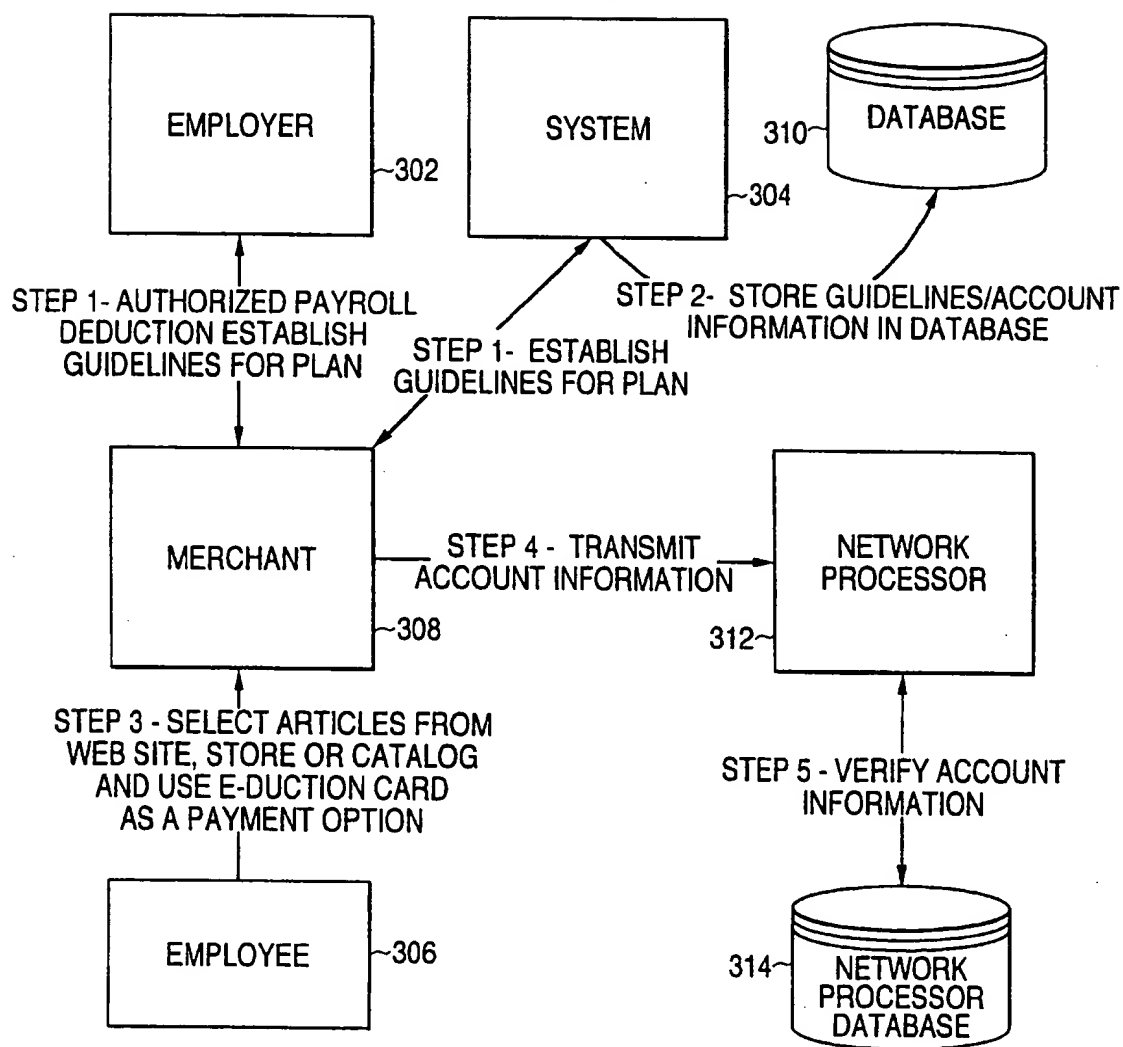 EMPLOYER
302
SYSTEM
304
DATABASE
310
STEP 1- AUTHORIZED PAYROLL
DEDUCTION ESTABLISH
GUIDELINES FOR PLAN
STEP 1- ESTABLISH
GUIDELINES FOR PLAN
STEP 2- STORE GUIDELINES/ACCOUNT
INFORMATION IN DATABASE
MERCHANT
308
STEP 4 - TRANSMIT
ACCOUNT INFORMATION
NETWORK
PROCESSOR
312
STEP 3 - SELECT ARTICLES FROM
WEB SITE, STORE OR CATALOG
AND USE E-DUCTION CARD
AS A PAYMENT OPTION
STEP 5 - VERIFY ACCOUNT
INFORMATION
EMPLOYEE
306
314
NETWORK
PROCESSOR
DATABASE